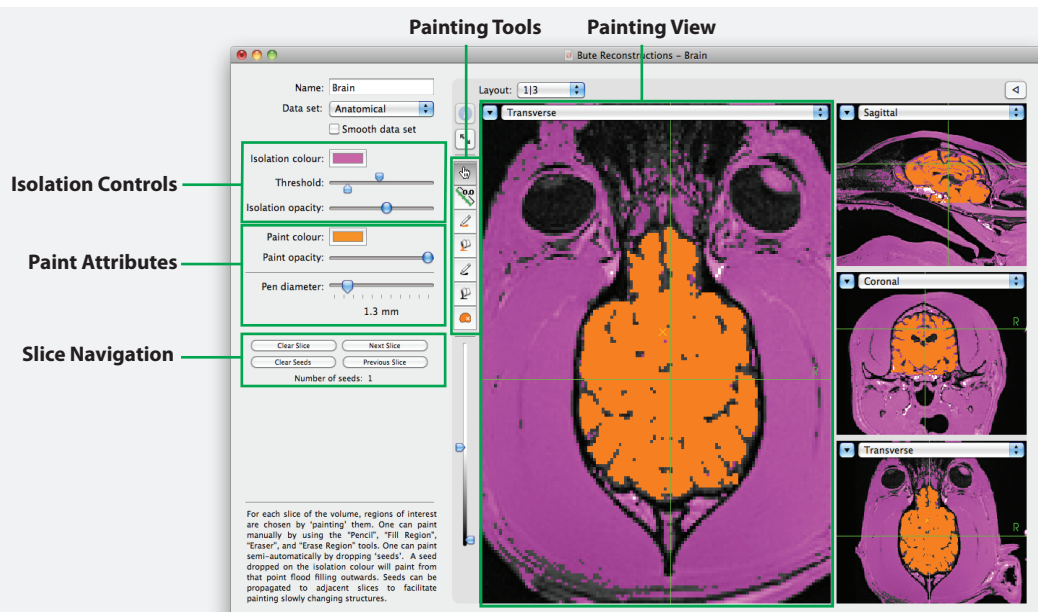 Painting Tools
Painting View
Bute Reconstructions – Brain
Name: Brain
Data set: Anatomical
Smooth data set
Layout: 1|3
Transverse
Sagittal
0.0
Isolation Controls
Isolation colour:
Threshold:
Isolation opacity:
Paint Attributes
Paint colour:
Paint opacity:
Pen diameter:
1.3 mm
Coronal
R
Slice Navigation
Clear Slice
Next Slice
Clear Seeds
Previous Slice
Number of seeds: 1
Transverse
R
For each slice of the volume, regions of interest
are chosen by ‘painting’ them. One can paint
manually by using the “Pencil”, “Fill Region”,
“Eraser”, and “Erase Region” tools. One can paint
semi-automatically by dropping ‘seeds’. A seed
dropped on the isolation colour will paint from
that point flood filling outwards. Seeds can be
propagated to adjacent slices to facilitate
painting slowly changing structures.